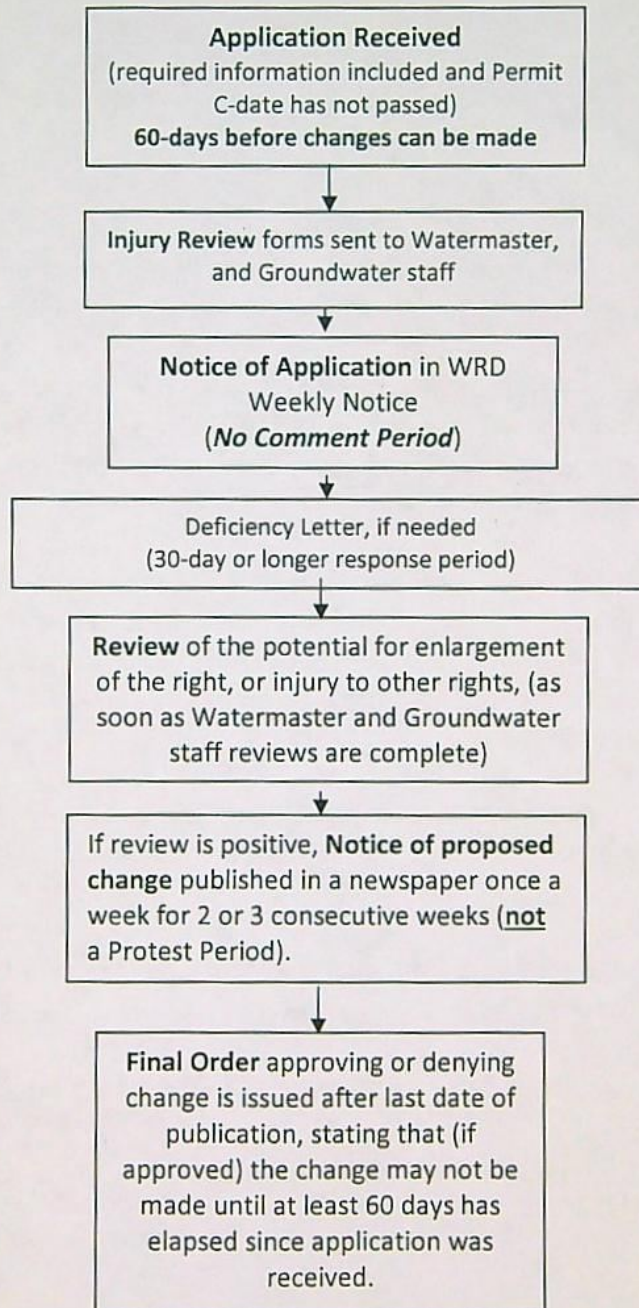 Application Received
(required information included and Permit
C-date has not passed)
60-days before changes can be made
Injury Review forms sent to Watermaster,
and Groundwater staff
Notice of Application in WRD
Weekly Notice
(No Comment Period)
Deficiency Letter, if needed
(30-day or longer response period)
Review of the potential for enlargement
of the right, or injury to other rights, (as
soon as Watermaster and Groundwater
staff reviews are complete)
If review is positive, Notice of proposed
change published in a newspaper once a
week for 2 or 3 consecutive weeks (not
a Protest Period).
Final Order approving or denying
change is issued after last date of
publication, stating that (if
approved) the change may not be
made until at least 60 days has
elapsed since application was
received.